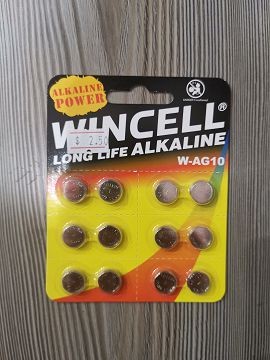 ALKALINE
POWER
WINCELL®
$ 2.50
LONG LIFE ALKALINE
W-AG10